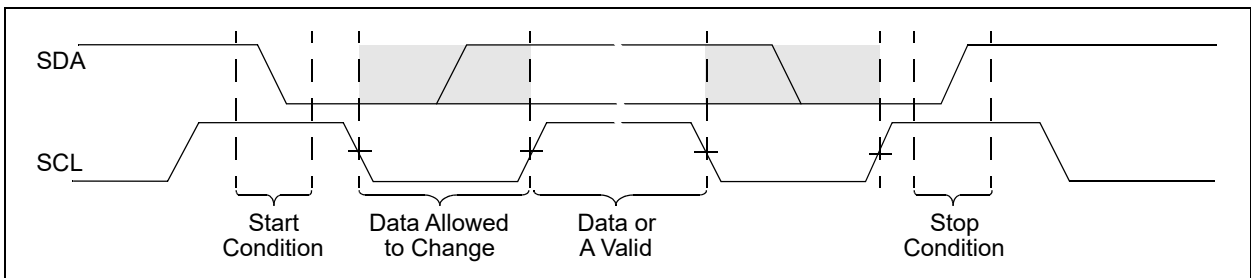 SDA
SCL
Start
Condition
Data Allowed
to Change
Data or
A Valid
Stop
Condition